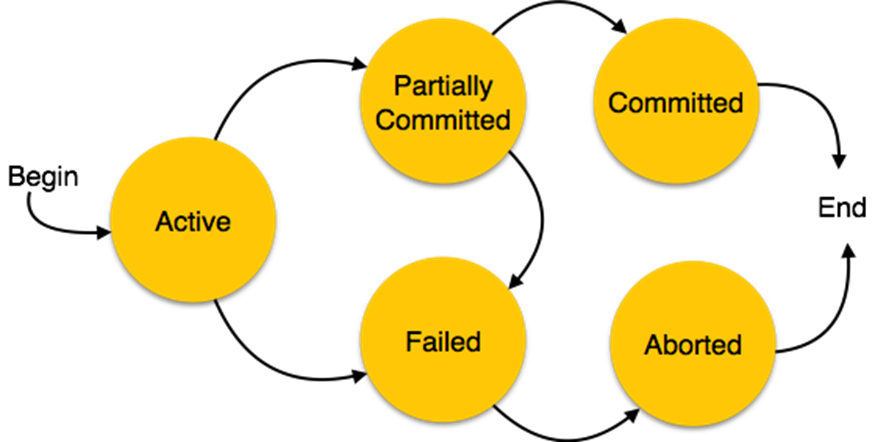 Begin
Active
Partially
Committed
Committed
Failed
Aborted
End